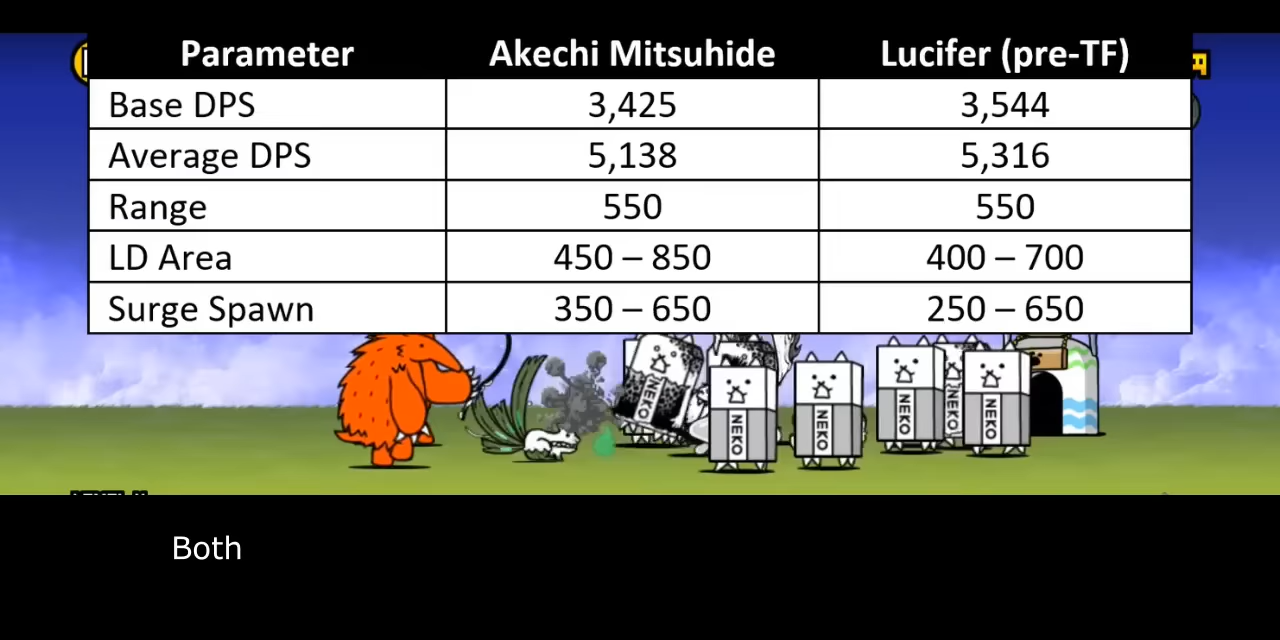 Parameter Akechi Mitsuhide Lucifer (pre-TF)
Base DPS 3,425 3,544
Average DPS 5,138 5,316
Range 550 550
LD Area 450 – 850 400 – 700
Surge Spawn 350 – 650 250 – 650
NEKO NEKO NEKO NEKO NEKO NEKO
Both